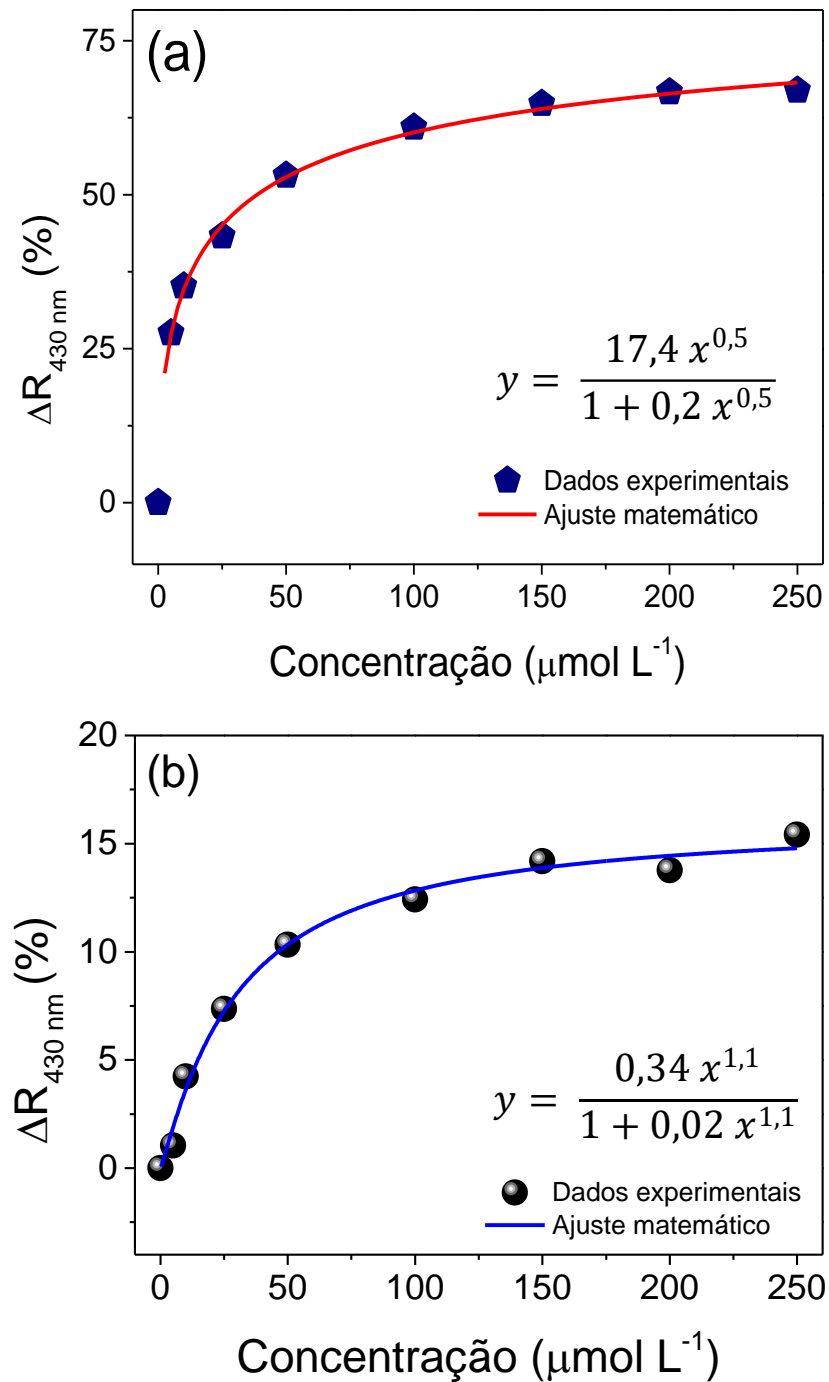 (a)
75
50
25
0
ΔR430 nm (%)
y = 17,4 x^0,5 / 1 + 0,2 x^0,5
Dados experimentais
Ajuste matemático
0 50 100 150 200 250
Concentração (μmol L-1)
(b)
20
15
10
5
0
ΔR430 nm (%)
y = 0,34 x^1,1 / 1 + 0,02 x^1,1
Dados experimentais
Ajuste matemático
0 50 100 150 200 250
Concentração (μmol L-1)